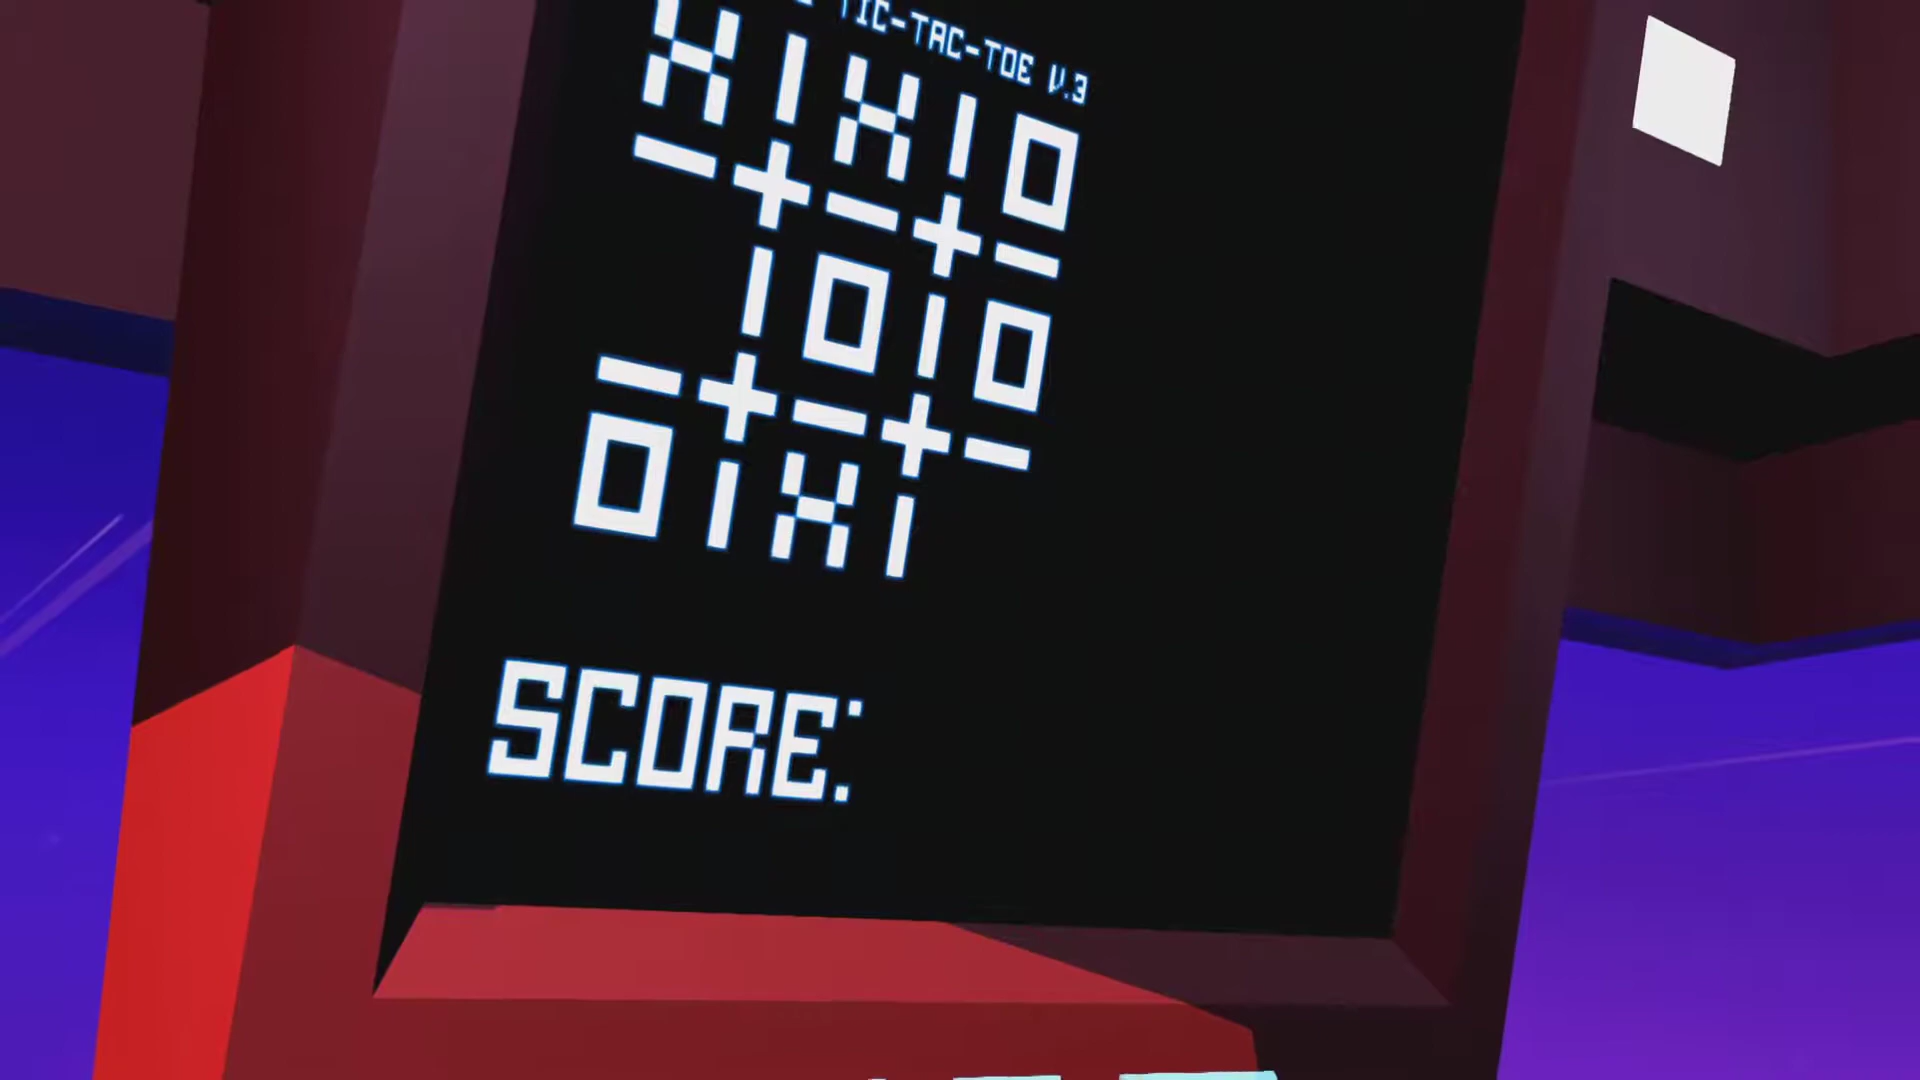 TIC-TAC-TOE V.3
X|X|O
-+-+-
 |O|O
-+-+-
O|X|
SCORE: